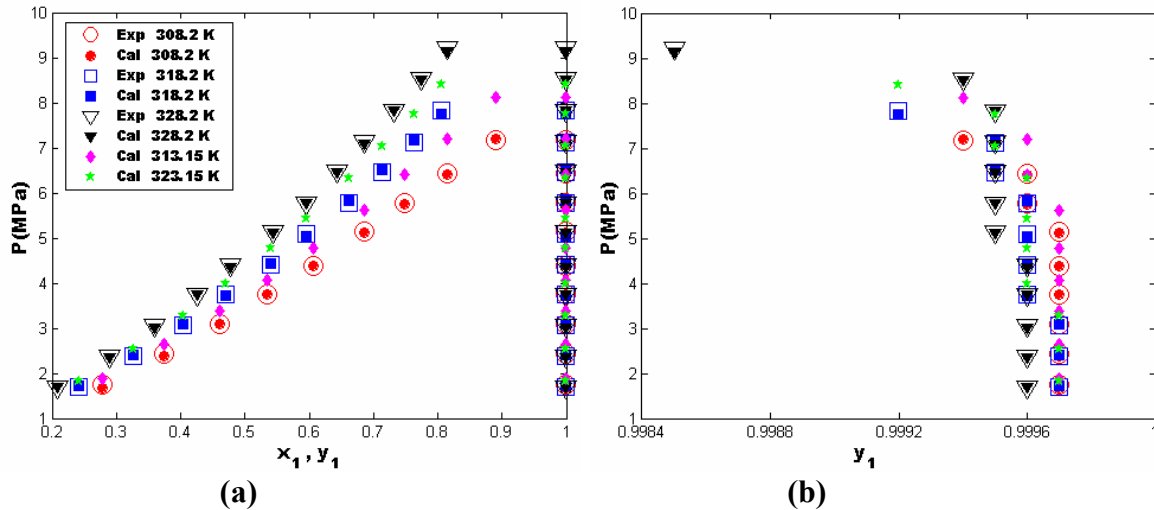 10
9
8
7
6
5
4
3
2
1
P(MPa)
Exp 308.2 K
Cal 308.2 K
Exp 318.2 K
Cal 318.2 K
Exp 328.2 K
Cal 328.2 K
Cal 313.15 K
Cal 323.15 K
0.2 0.3 0.4 0.5 0.6 0.7 0.8 0.9 1
x1 , y1
(a)
10
9
8
7
6
5
4
3
2
1
P(MPa)
0.9984 0.9988 0.9992 0.9996 1
y1
(b)